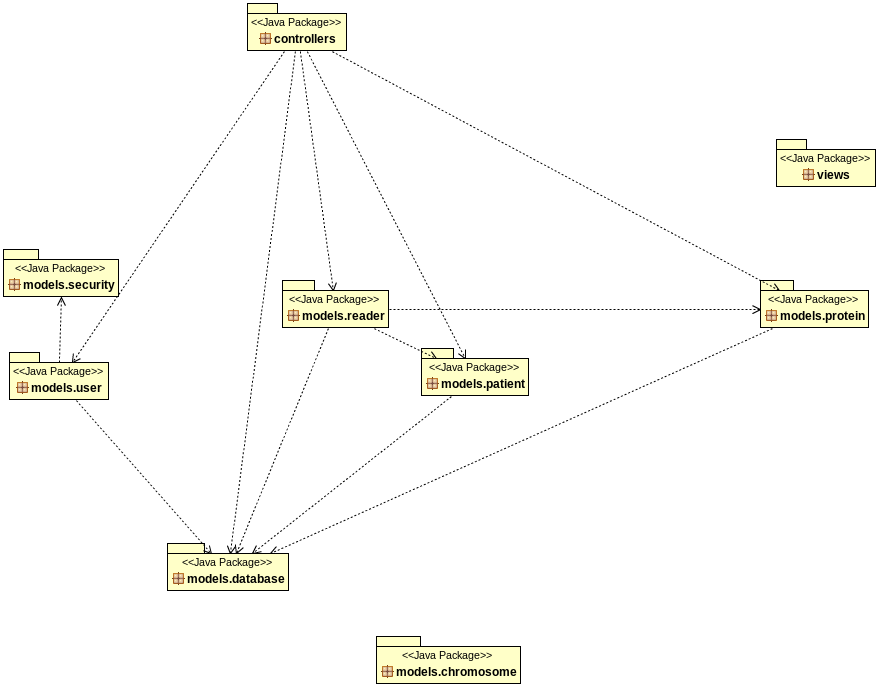 <<Java Package>>
controllers
<<Java Package>>
views
<<Java Package>>
models.security
<<Java Package>>
models.reader
<<Java Package>>
models.protein
<<Java Package>>
models.user
<<Java Package>>
models.patient
<<Java Package>>
models.database
<<Java Package>>
models.chromosome